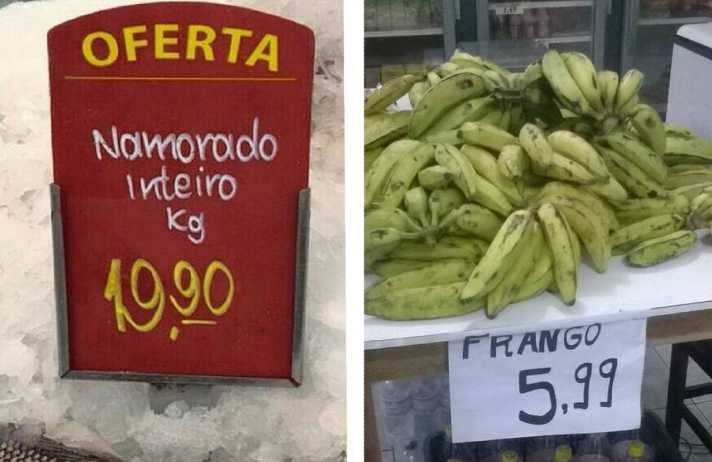 OFERTA
Namorado
Inteiro
Kg
19,90
FRANGO
5,99